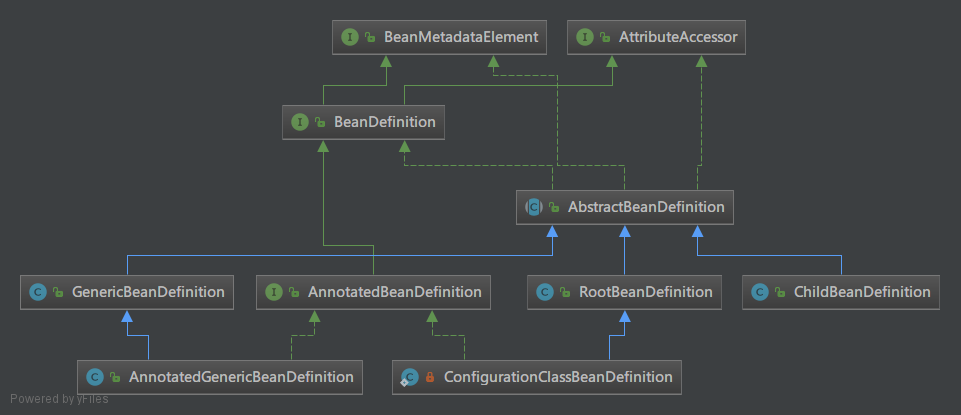 BeanMetadataElement
AttributeAccessor
BeanDefinition
AbstractBeanDefinition
GenericBeanDefinition
AnnotatedBeanDefinition
RootBeanDefinition
ChildBeanDefinition
AnnotatedGenericBeanDefinition
ConfigurationClassBeanDefinition
Powered by yFiles